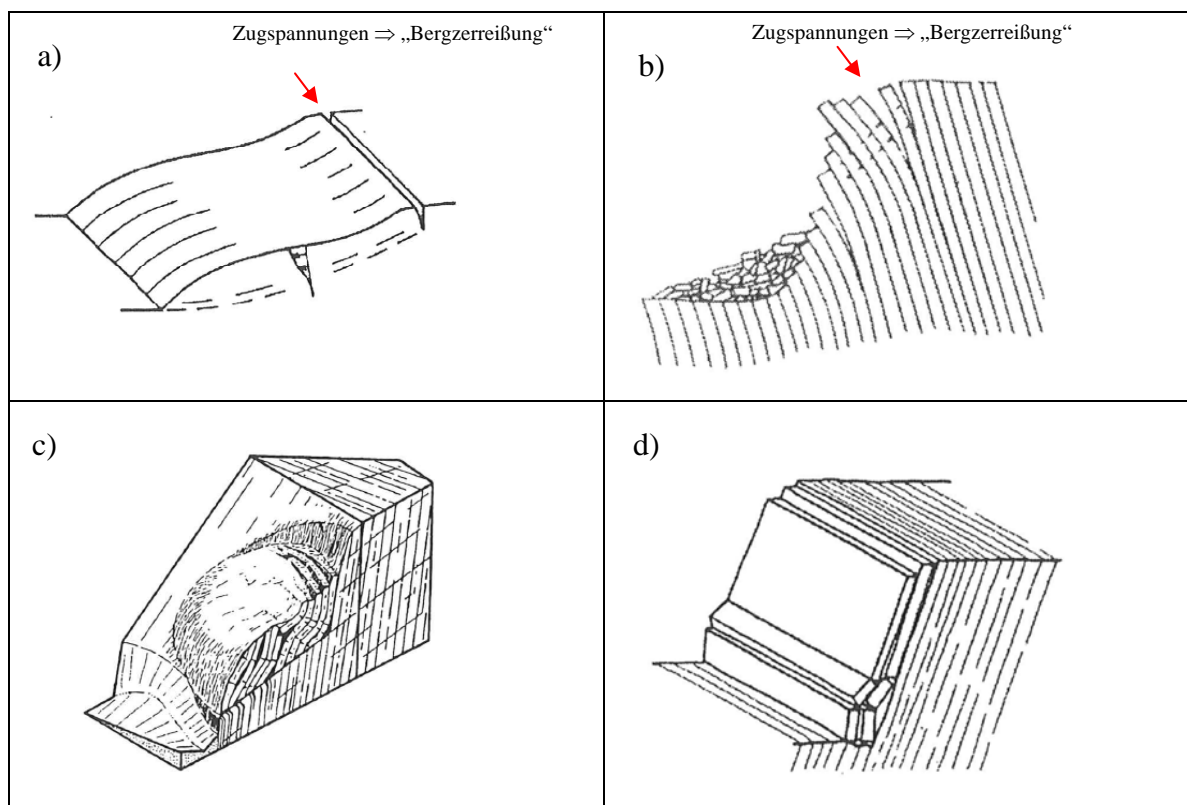 Zugspannungen ⇒ „Bergzerreißung“
a)
Zugspannungen ⇒ „Bergzerreißung“
b)
c)
d)